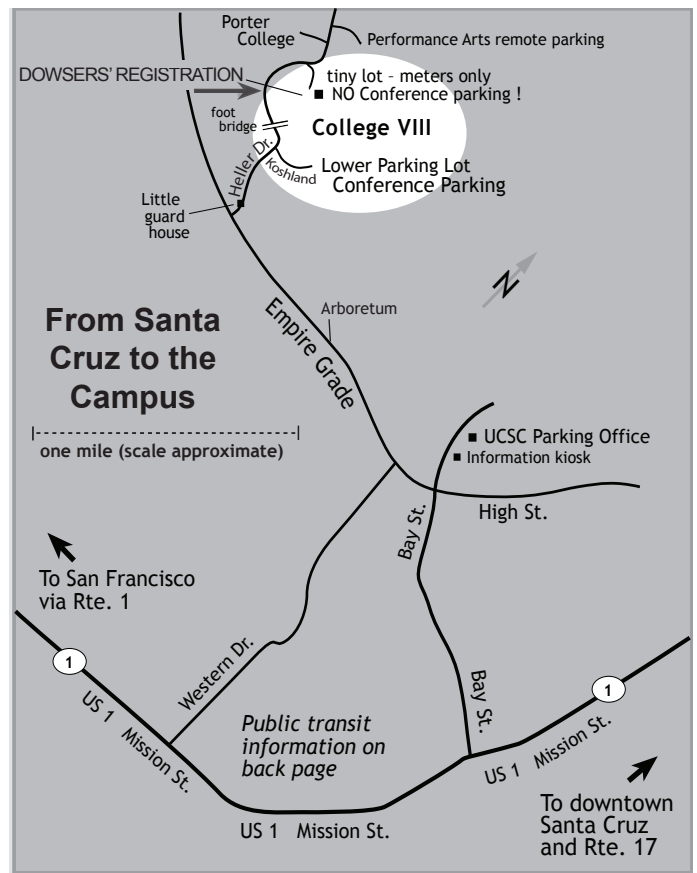 Porter
College
Performance Arts remote parking
DOWSERS' REGISTRATION
tiny lot - meters only
NO Conference parking !
foot
bridge
College VIII
Heller Dr.
Koshland
Lower Parking Lot
Conference Parking
Little
guard
house
N
From Santa
Cruz to the
Campus
Arboretum
Empire Grade
one mile (scale approximate)
UCSC Parking Office
Information kiosk
High St.
Bay St.
To San Francisco
via Rte. 1
1
US 1 Mission St.
Western Dr.
Public transit
information on
back page
Bay St.
1
US 1 Mission St.
US 1 Mission St.
To downtown
Santa Cruz
and Rte. 17